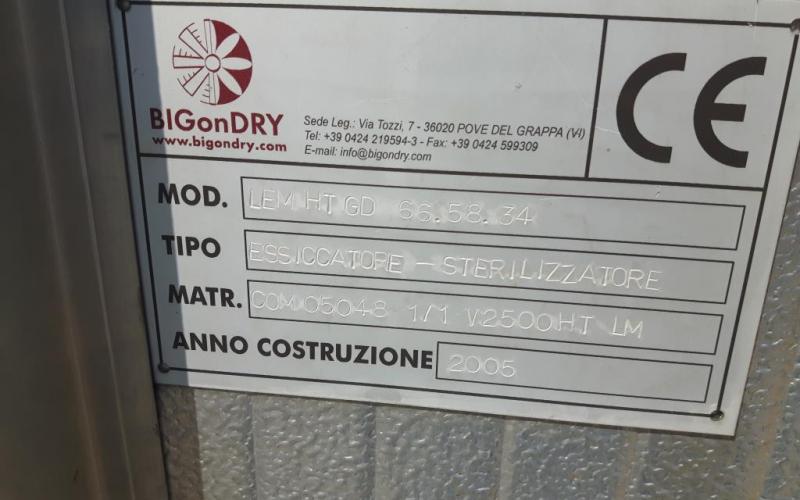 BIGonDRY
www.bigondry.com
Sede Leg.: Via Tozzi, 7 - 36020 POVE DEL GRAPPA (VI)
Tel: +39 0424 219594-3 - Fax: +39 0424 599309
E-mail: info@bigondry.com
CE
MOD. LEM HT GD 66.58.34
TIPO ESSICCATORE - STERILIZZATORE
MATR. COM 05048 1/1 V2500HT LM
ANNO COSTRUZIONE 2005